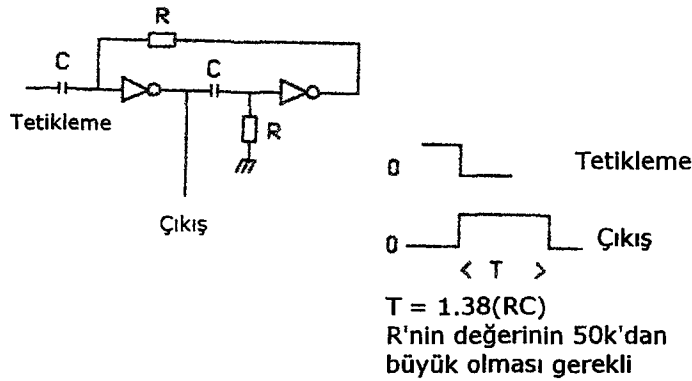 R
C
C
Tetikleme
R
Çıkış
0
Tetikleme
0
Çıkış
< T >
T = 1.38(RC)
R'nin değerinin 50k'dan
büyük olması gerekli